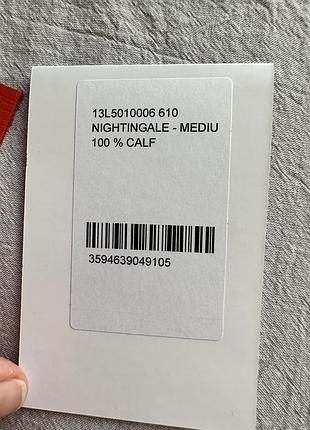 13L5010006 610
NIGHTINGALE - MEDIU
100 % CALF
3594639049105